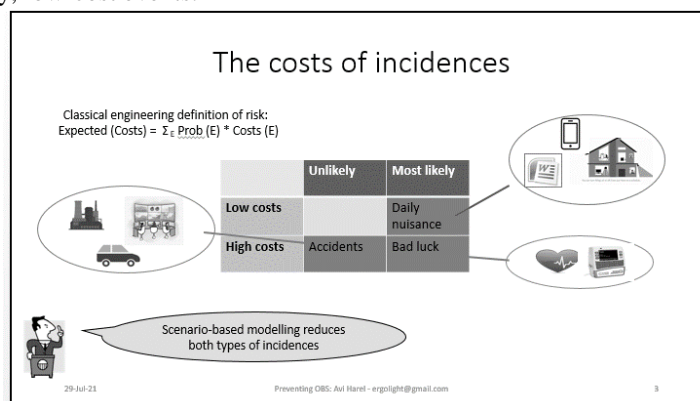 The costs of incidences
Classical engineering definition of risk:
Expected (Costs) = Σ_E Prob (E) * Costs (E)
Unlikely Most likely
Low costs Daily
nuisance
High costs Accidents Bad luck
Scenario-based modelling reduces
both types of incidences
29-Jul-21 Preventing OBS: Avi Harel - ergolight@gmail.com 3